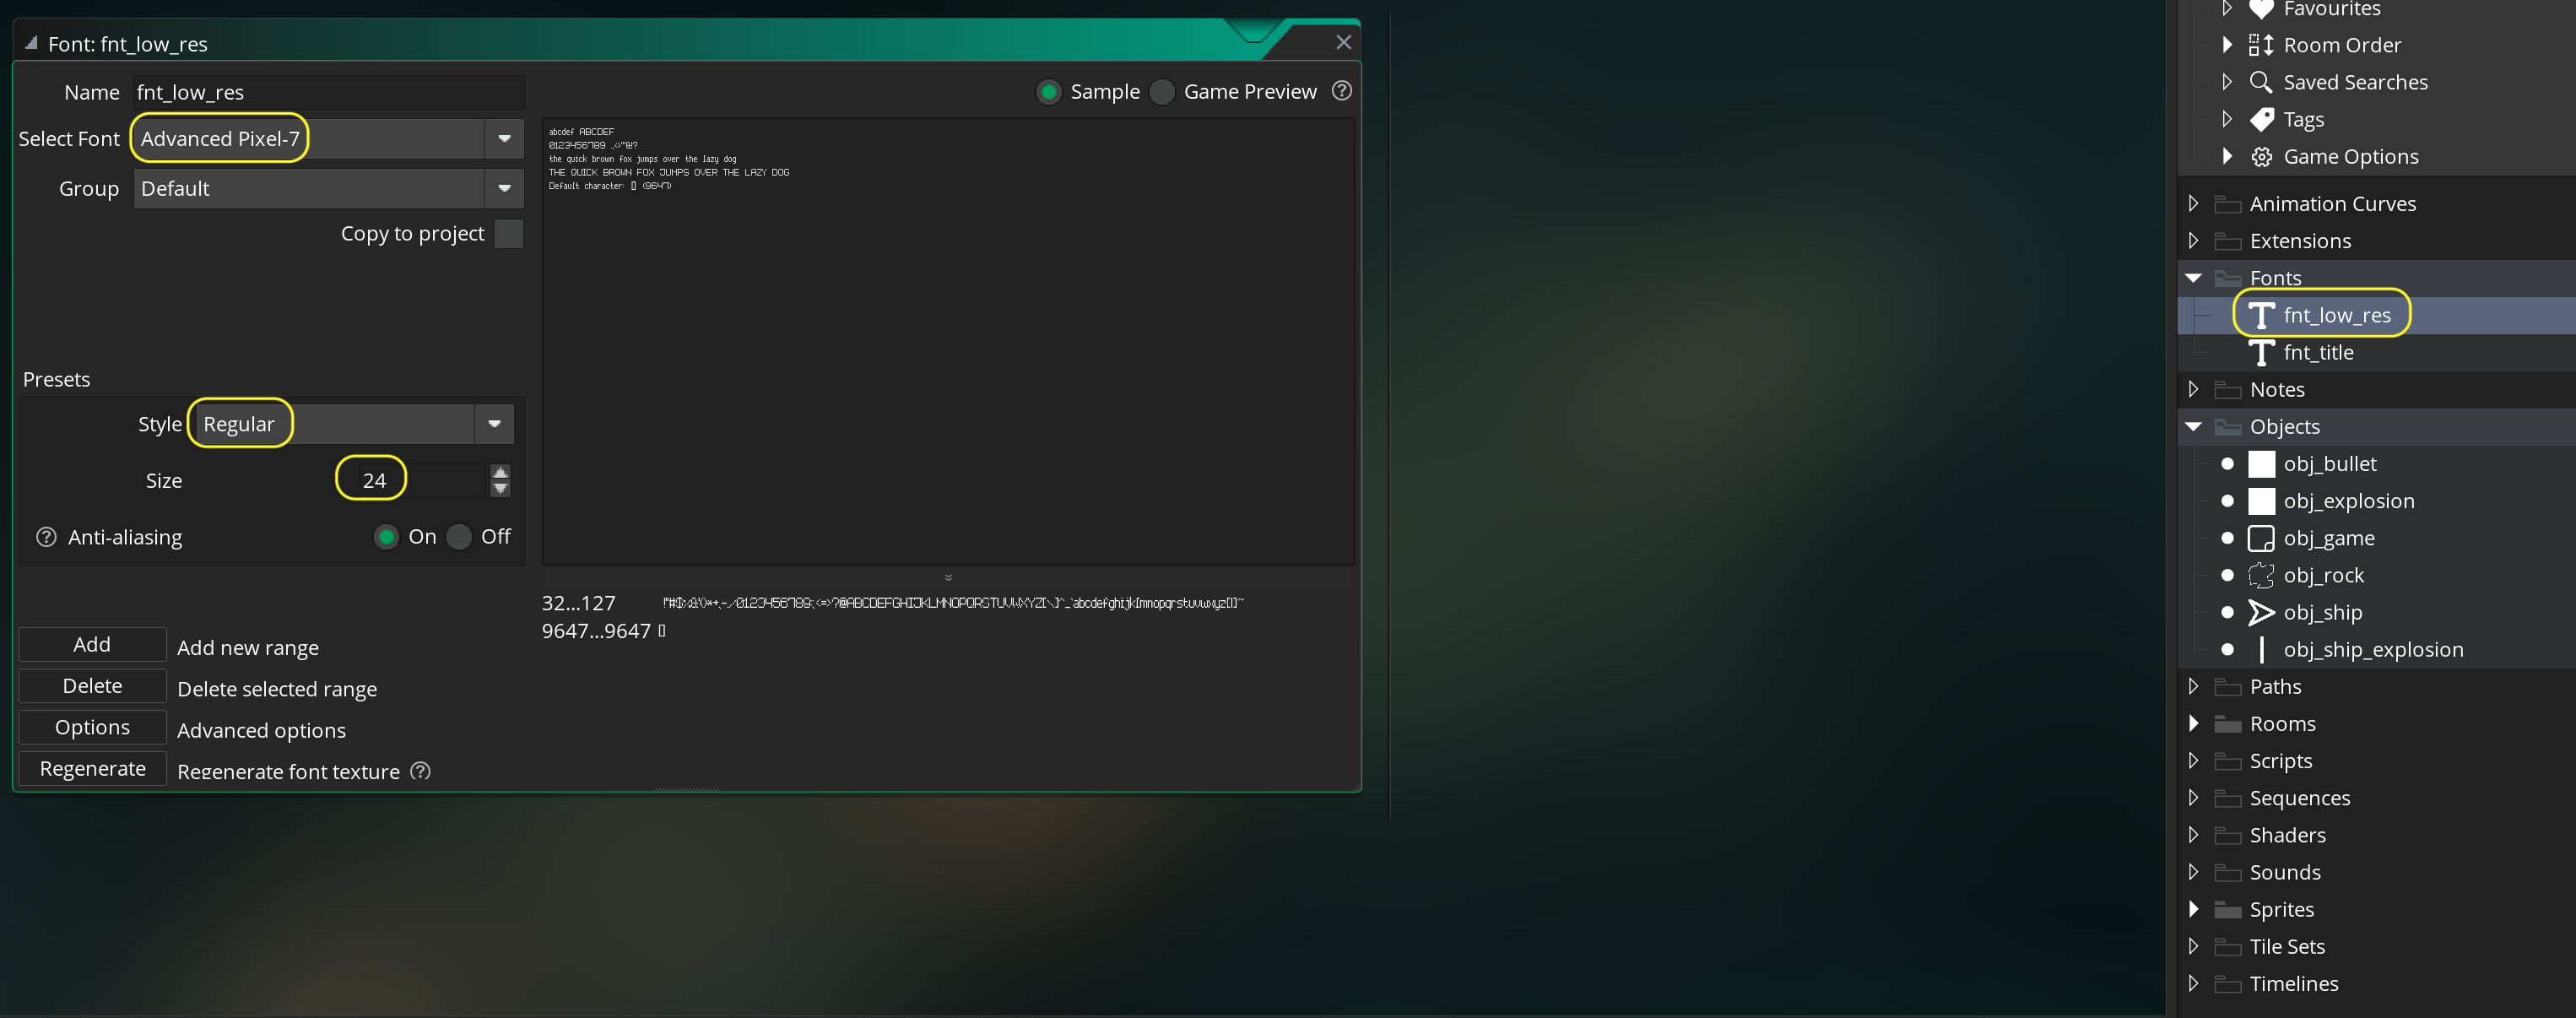 Font: fnt_low_res
Name fnt_low_res
Select Font Advanced Pixel-7
Group Default
Copy to project
Presets
Style Regular
Size 24
Anti-aliasing On Off
Add Add new range
Delete Delete selected range
Options Advanced options
Regenerate Regenerate font texture
Sample Game Preview
abcdef ABCDEF
0123456789 .,<>"'&!?
the quick brown fox jumps over the lazy dog
THE QUICK BROWN FOX JUMPS OVER THE LAZY DOG
Default character: ▯ (9647)
32...127
9647...9647 ▯
Favourites
Room Order
Saved Searches
Tags
Game Options
Animation Curves
Extensions
Fonts
fnt_low_res
fnt_title
Notes
Objects
obj_bullet
obj_explosion
obj_game
obj_rock
obj_ship
obj_ship_explosion
Paths
Rooms
Scripts
Sequences
Shaders
Sounds
Sprites
Tile Sets
Timelines